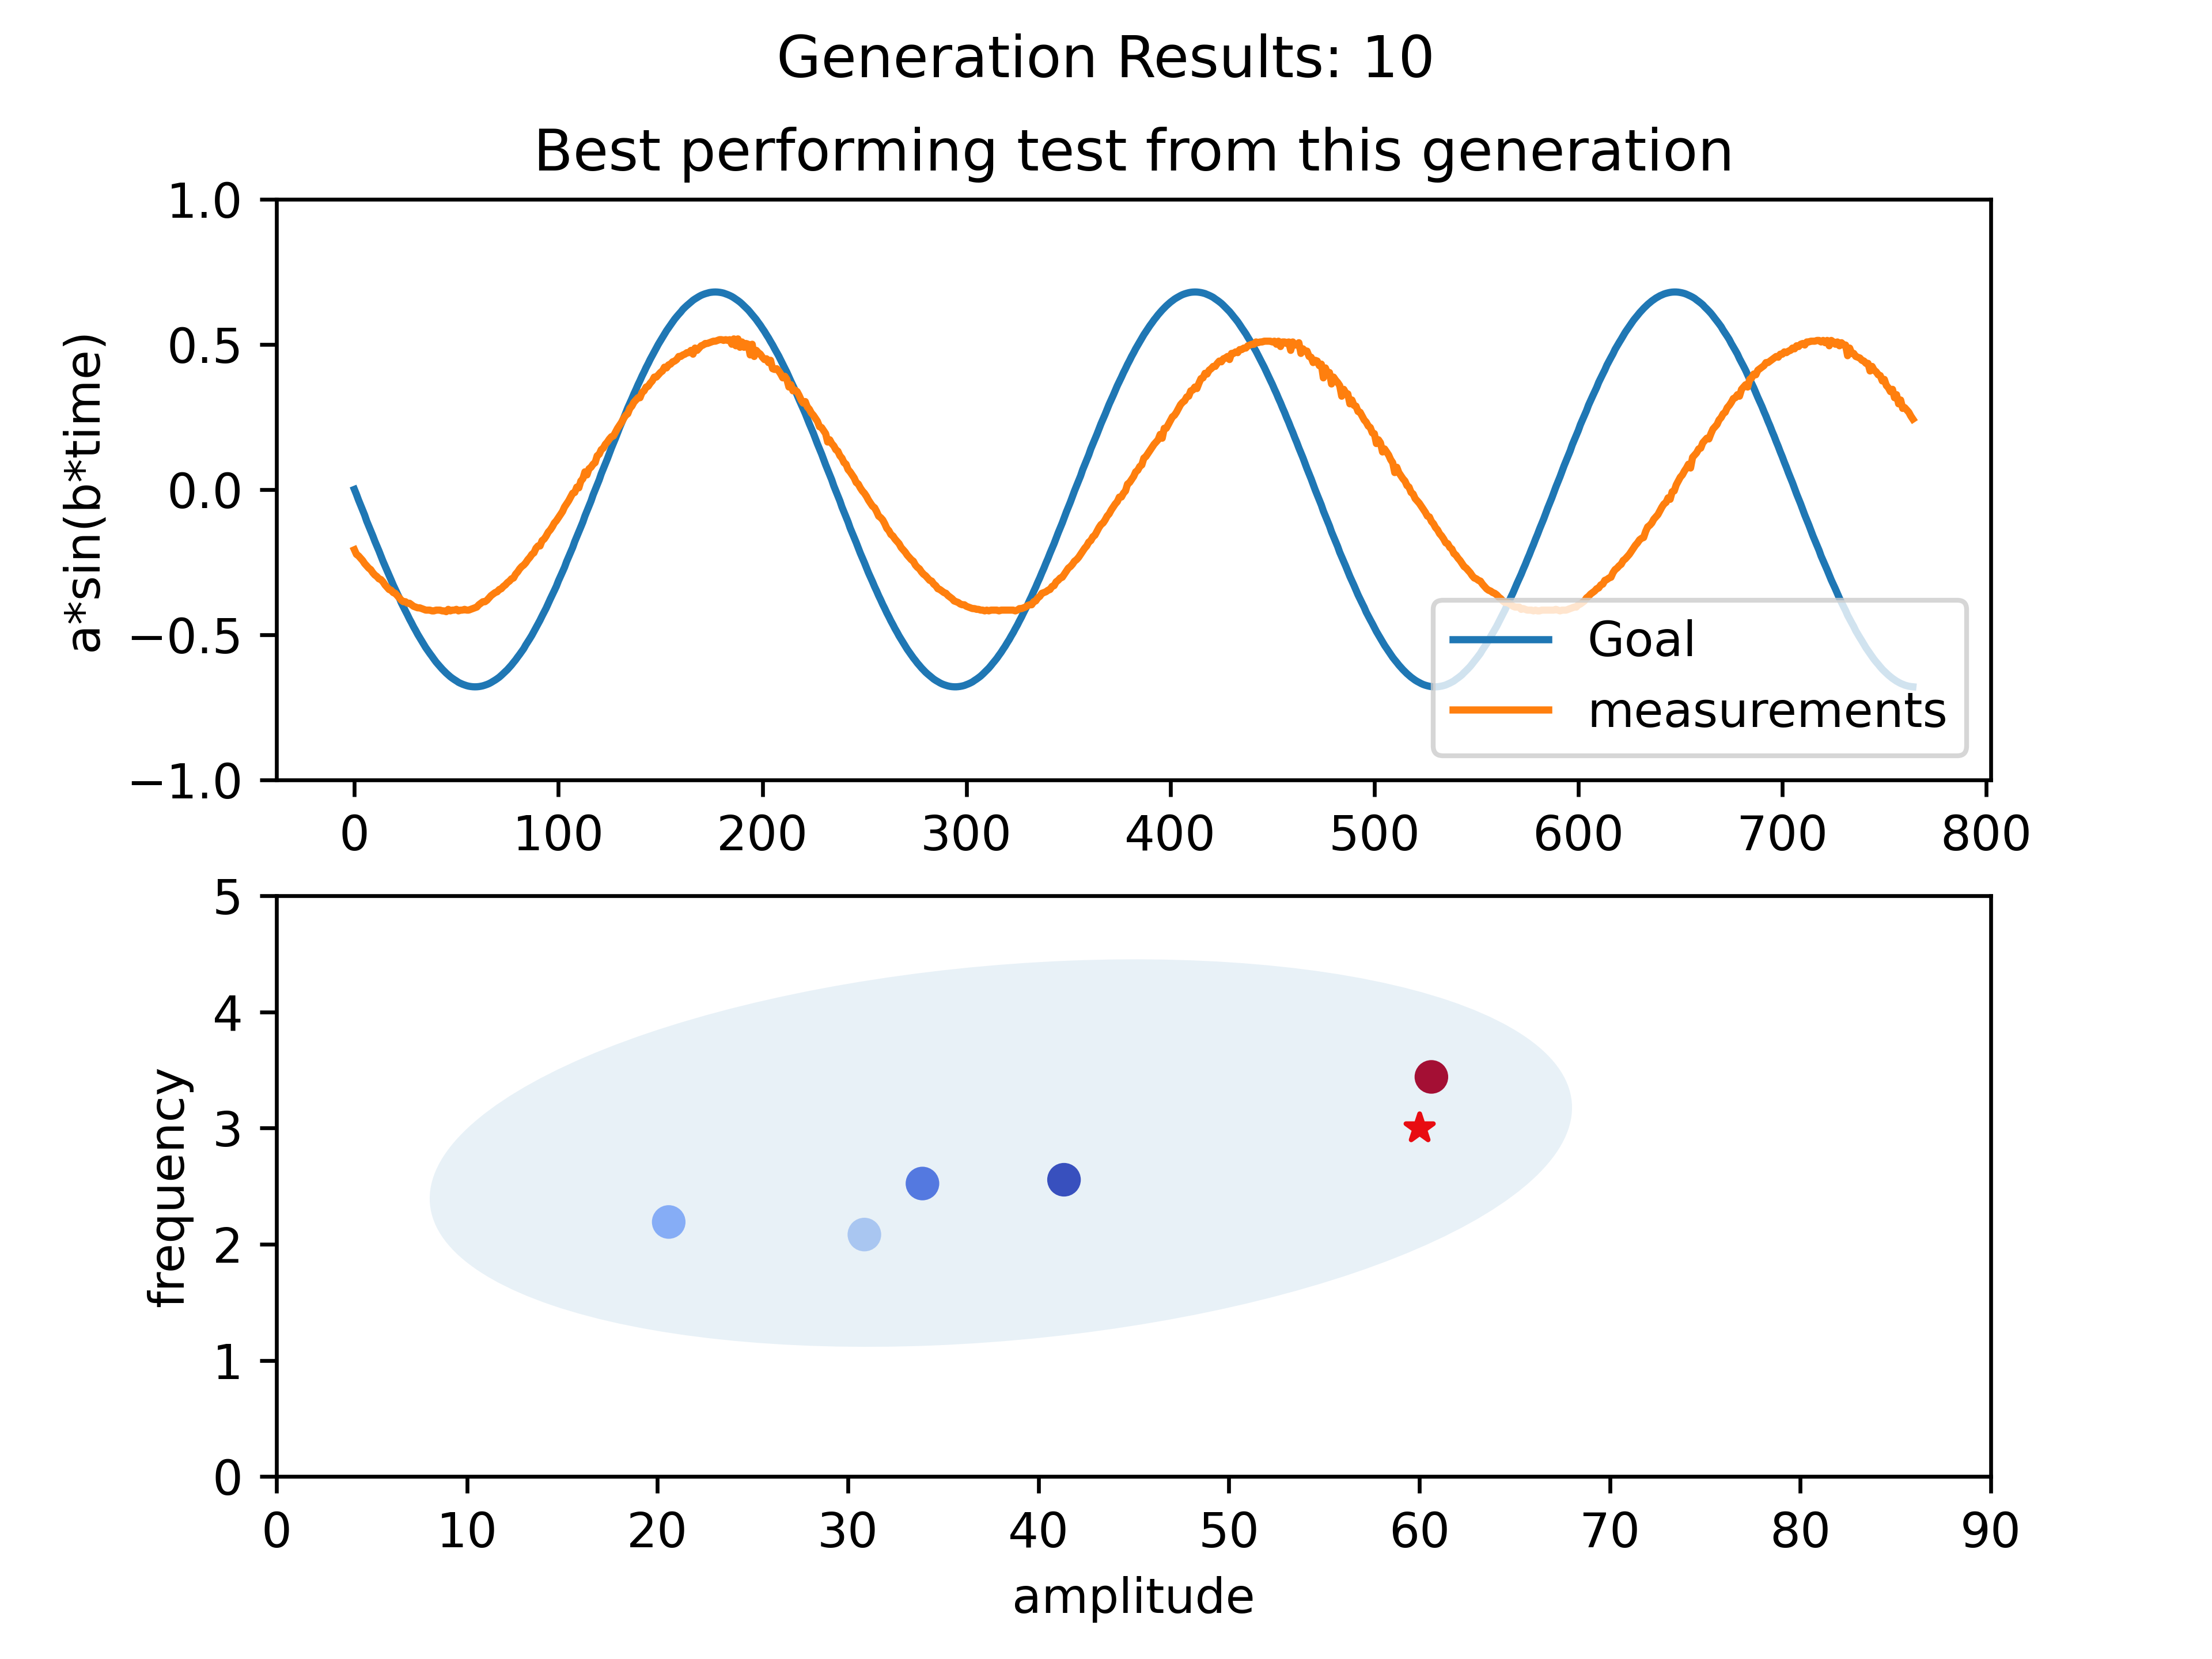 Generation Results: 10
Best performing test from this generation
a*sin(b*time)
1.0
0.5
0.0
−0.5
−1.0
Goal
measurements
0 100 200 300 400 500 600 700 800
frequency
5
4
3
2
1
0
0 10 20 30 40 50 60 70 80 90
amplitude